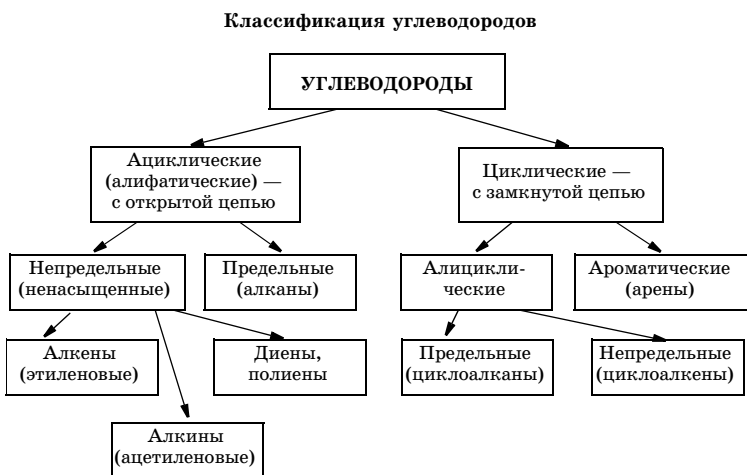 Классификация углеводородов
УГЛЕВОДОРОДЫ
Ациклические
(алифатические) —
с открытой цепью
Циклические —
с замкнутой цепью
Непредельные
(ненасыщенные)
Предельные
(алканы)
Алицикли-
ческие
Ароматические
(арены)
Алкены
(этиленовые)
Диены,
полиены
Предельные
(циклоалканы)
Непредельные
(циклоалкены)
Алкины
(ацетиленовые)